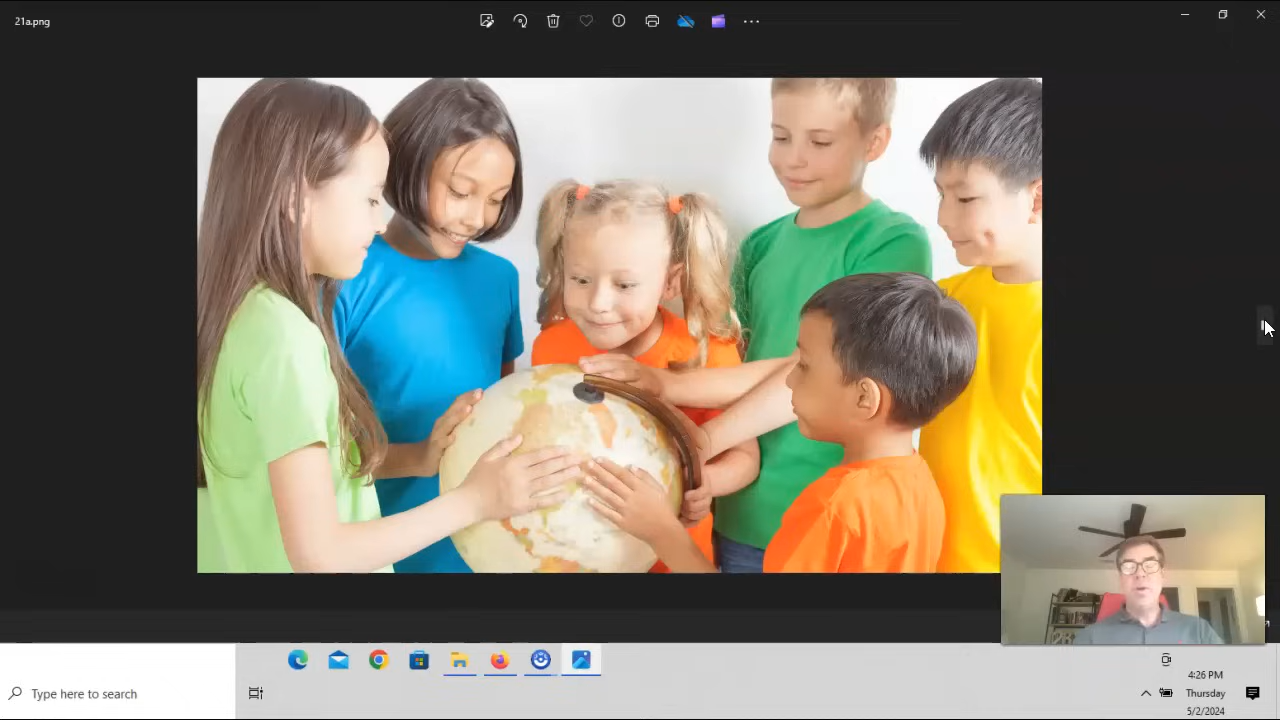 21a.png
Type here to search
4:26 PM
Thursday
5/2/2024